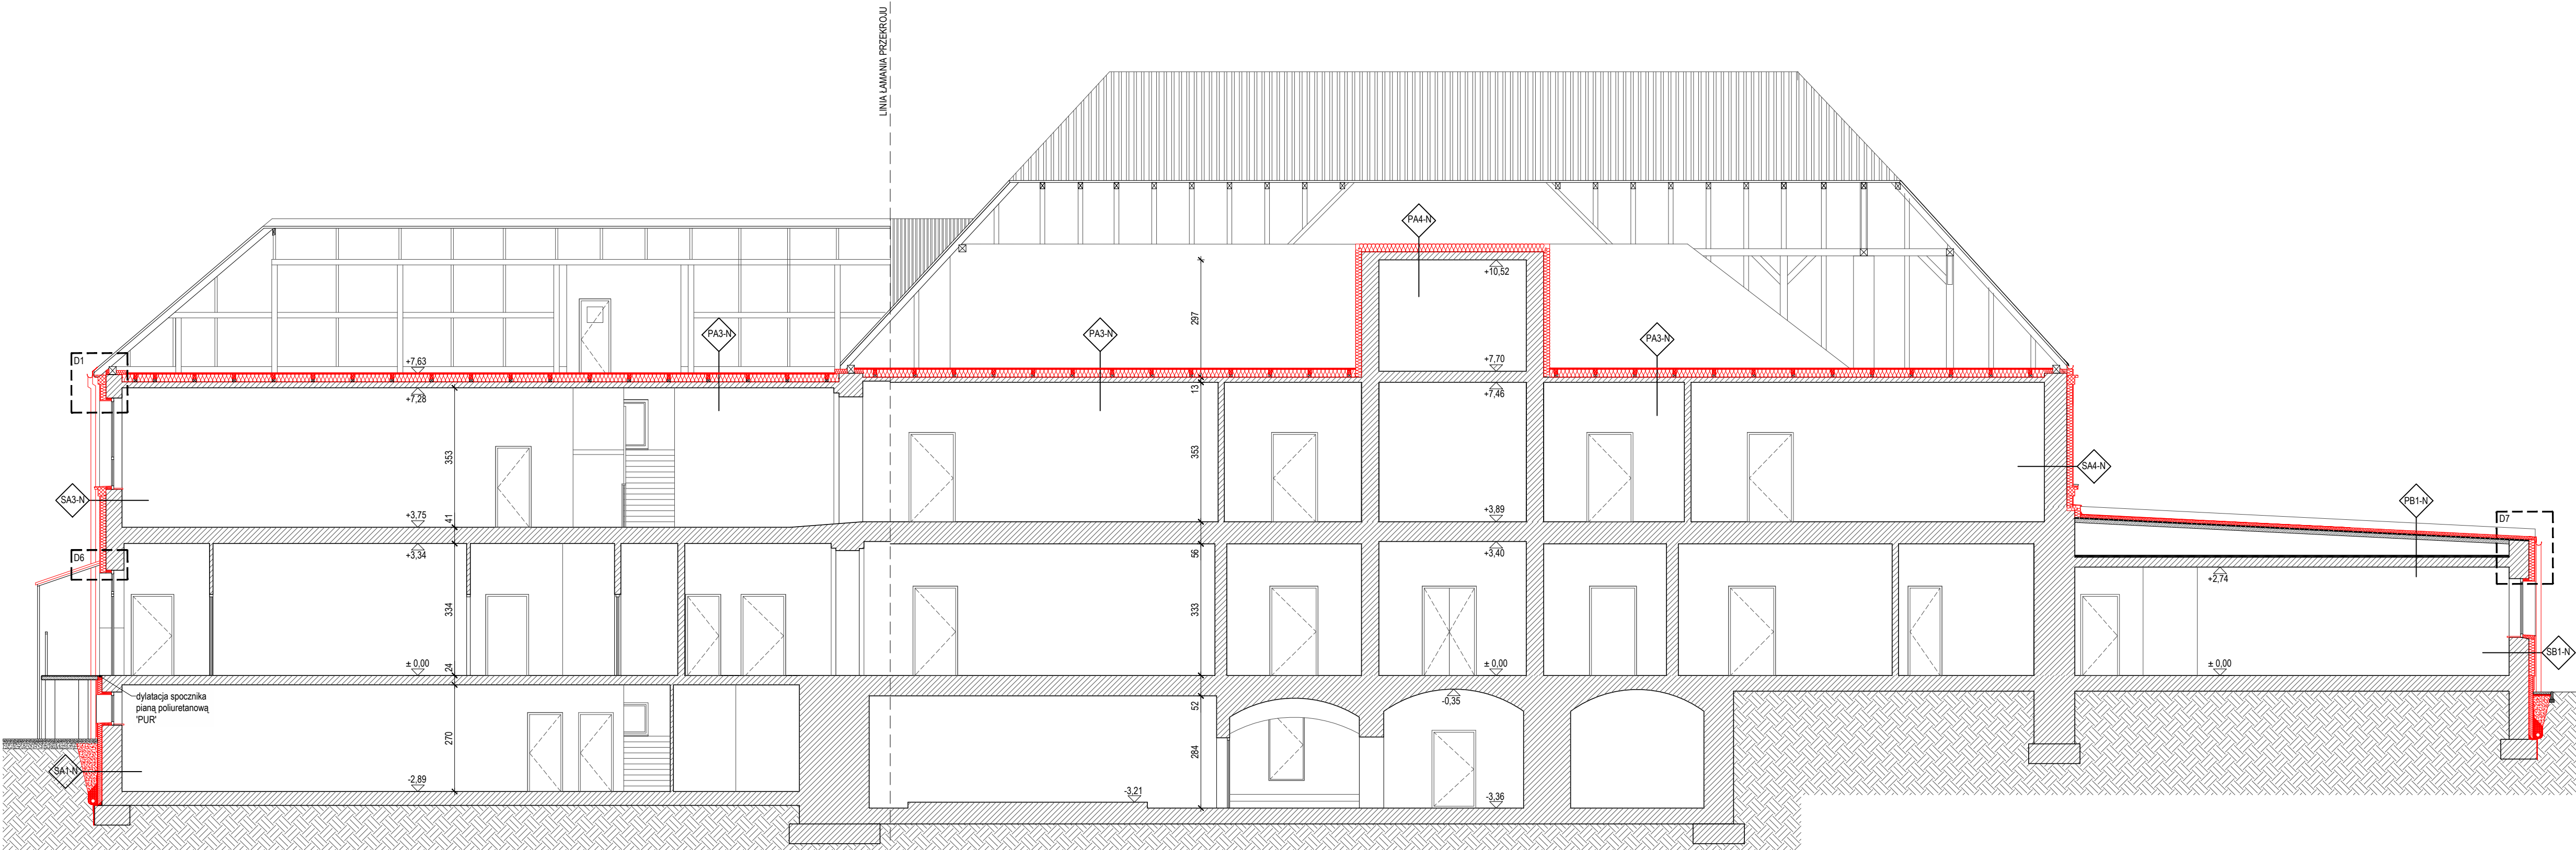 LINIA ŁAMANIA PRZEKROJU
PA4-N
+10,52
297
PA3-N
PA3-N
PA3-N
D1
+7,63
+7,70
+7,28
13
+7,46
353
353
SA3-N
SA4-N
PB1-N
+3,75
41
+3,89
D7
D6
+3,34
56
+3,40
+2,74
334
333
SB1-N
± 0,00
24
± 0,00
± 0,00
dylatacja spocznika
pianą poliuretanową
'PUR'
52
-0,35
270
284
SA1-N
-2,89
-3,21
-3,36